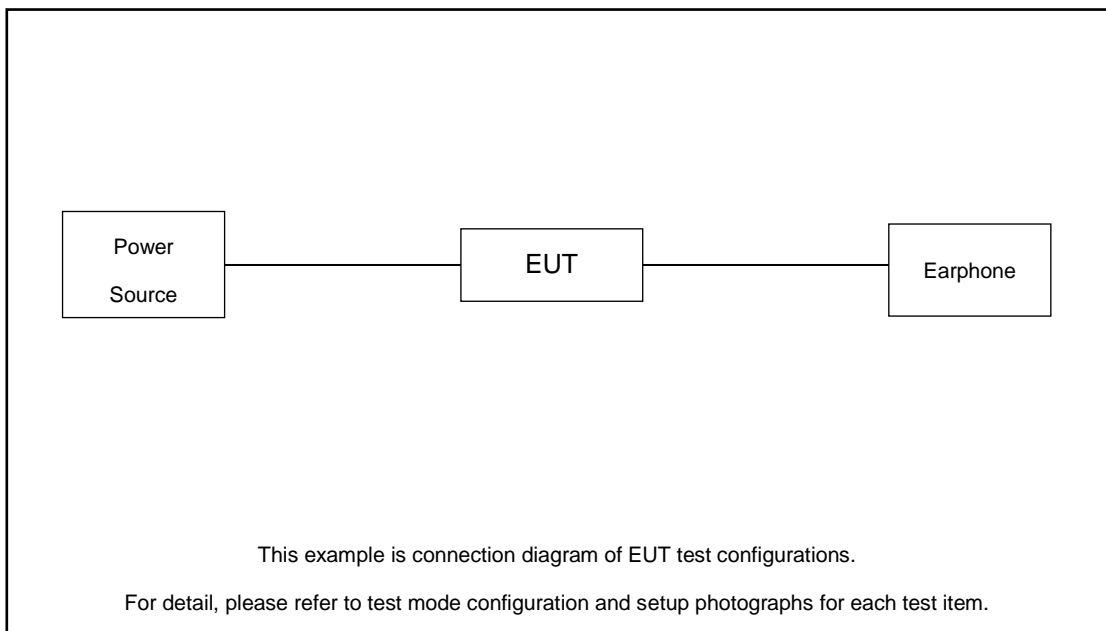 Power
Source
EUT
Earphone
This example is connection diagram of EUT test configurations.
For detail, please refer to test mode configuration and setup photographs for each test item.